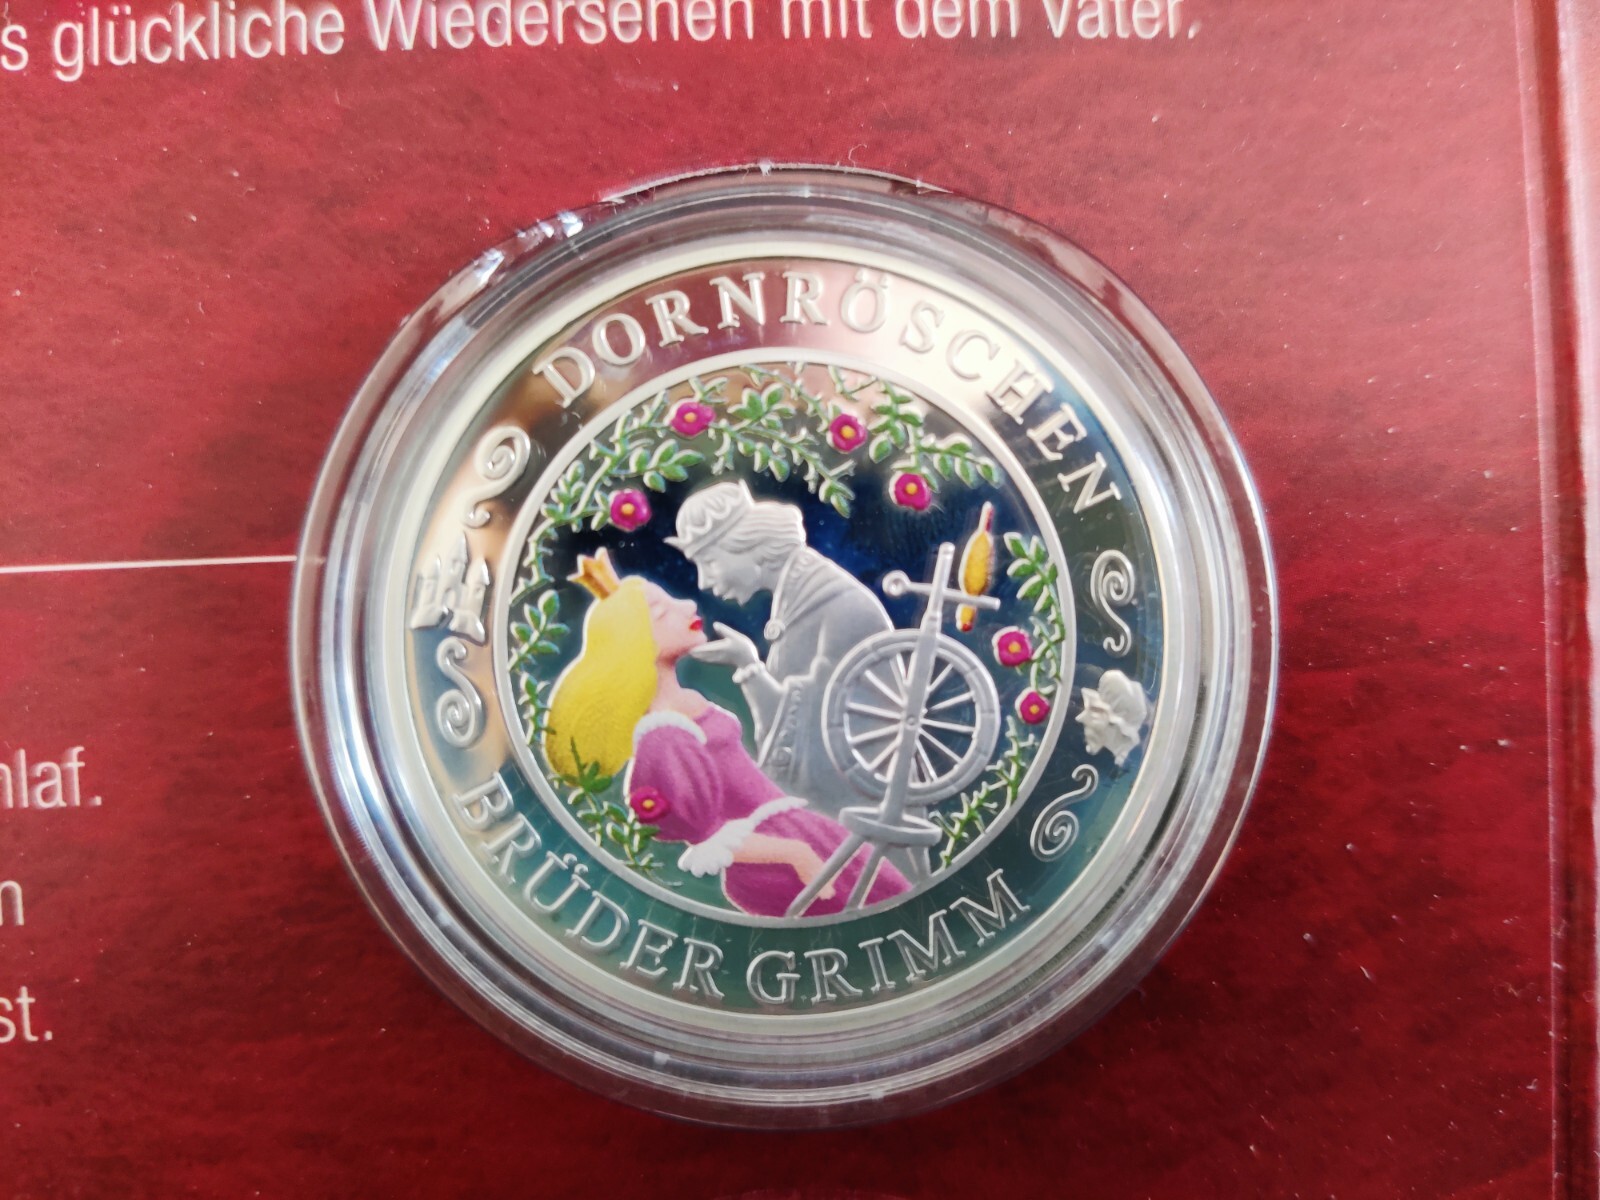 s glückliche Wiedersehen mit dem Vater.
DORNRÖSCHEN
BRÜDER GRIMM
hlaf.
n
st.